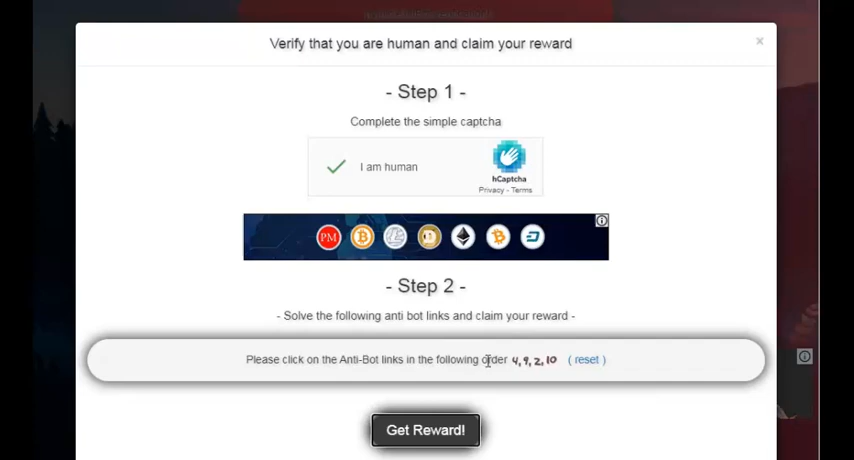 Verify that you are human and claim your reward
×
- Step 1 -
Complete the simple captcha
I am human
hCaptcha
Privacy - Terms
PM
- Step 2 -
- Solve the following anti bot links and claim your reward -
Please click on the Anti-Bot links in the following order 4, 9, 2, 10 ( reset )
Get Reward!